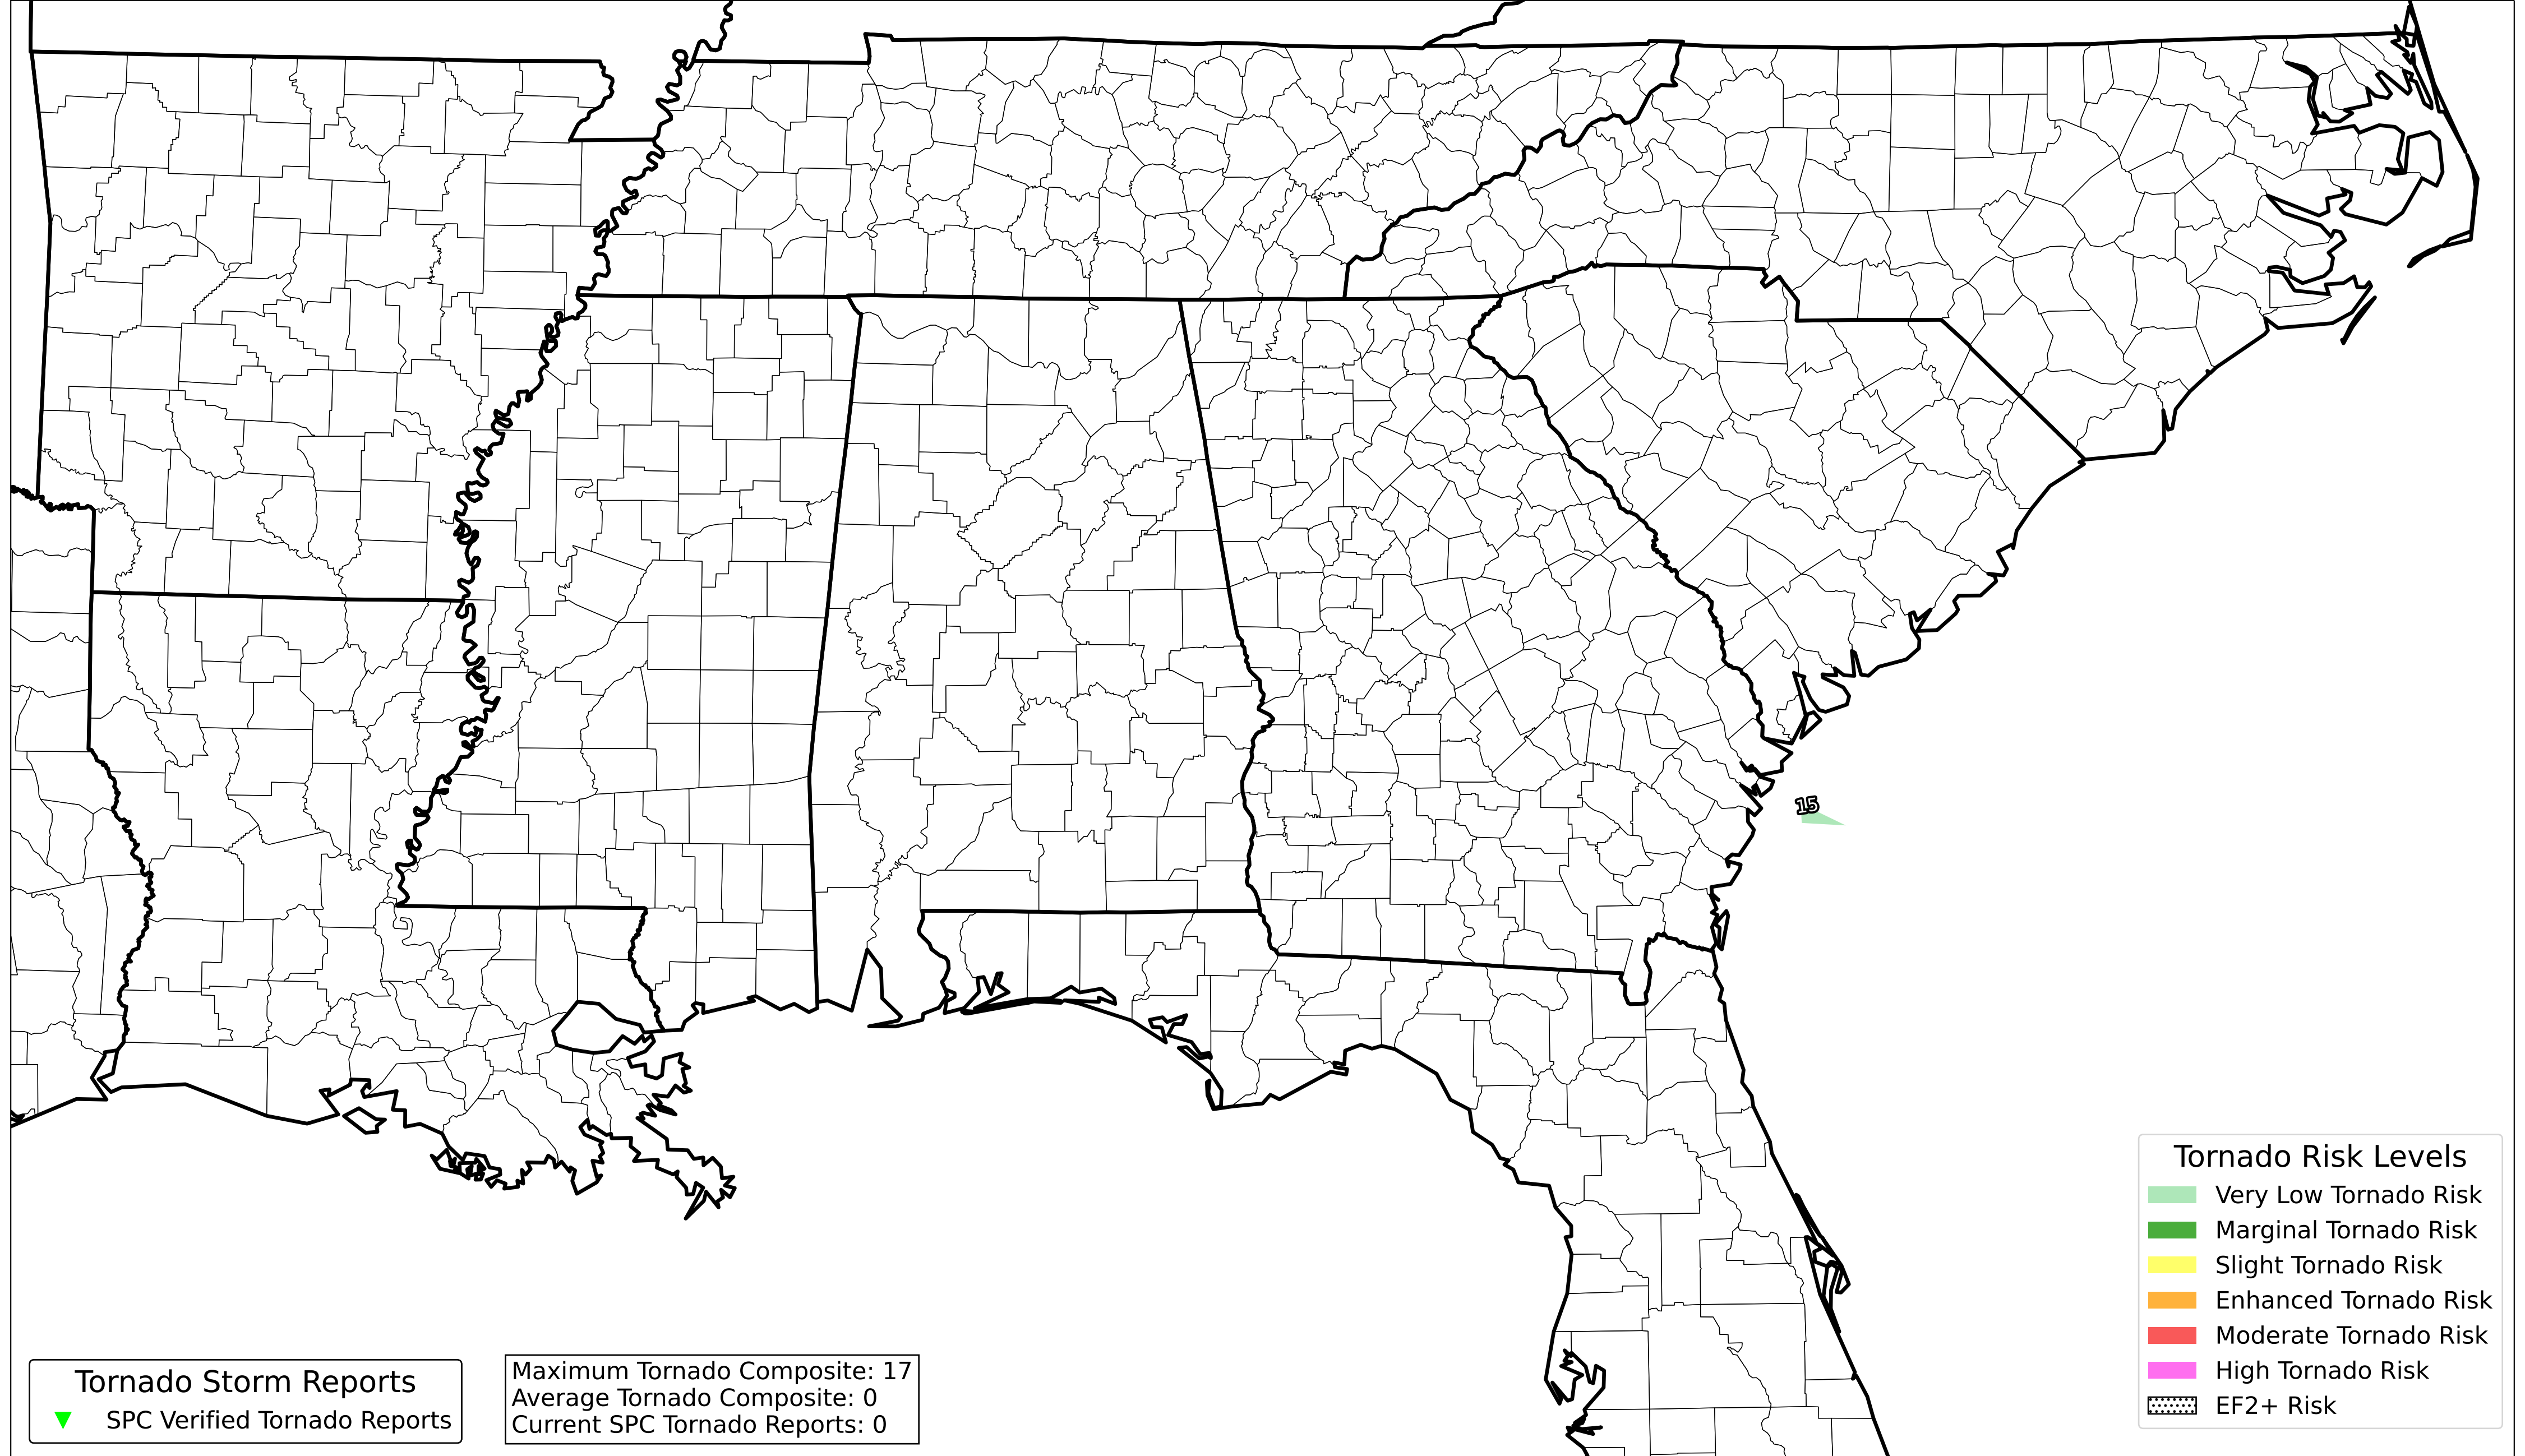 15
Tornado Risk Levels
Very Low Tornado Risk
Marginal Tornado Risk
Slight Tornado Risk
Enhanced Tornado Risk
Moderate Tornado Risk
High Tornado Risk
EF2+ Risk
Tornado Storm Reports
SPC Verified Tornado Reports
Maximum Tornado Composite: 17
Average Tornado Composite: 0
Current SPC Tornado Reports: 0